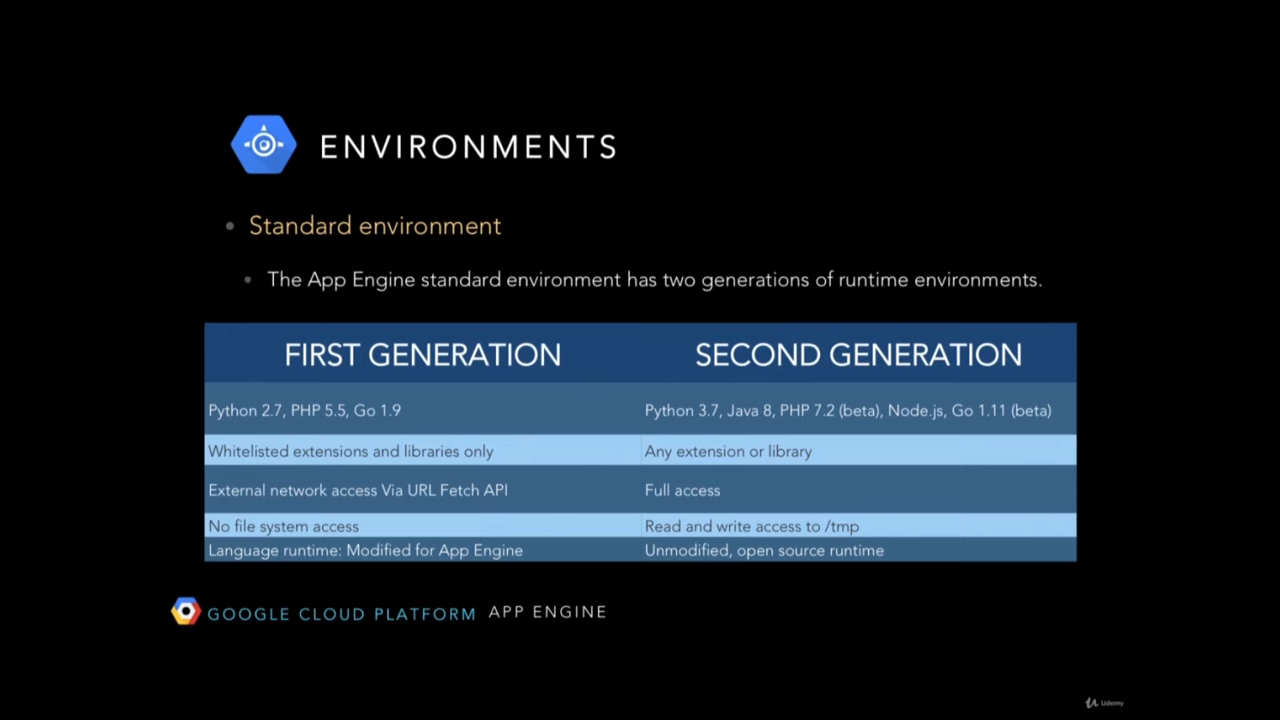 ENVIRONMENTS
Standard environment
The App Engine standard environment has two generations of runtime environments.
FIRST GENERATION SECOND GENERATION
Python 2.7, PHP 5.5, Go 1.9 Python 3.7, Java 8, PHP 7.2 (beta), Node.js, Go 1.11 (beta)
Whitelisted extensions and libraries only Any extension or library
External network access Via URL Fetch API Full access
No file system access Read and write access to /tmp
Language runtime: Modified for App Engine Unmodified, open source runtime
GOOGLE CLOUD PLATFORM APP ENGINE
Udemy